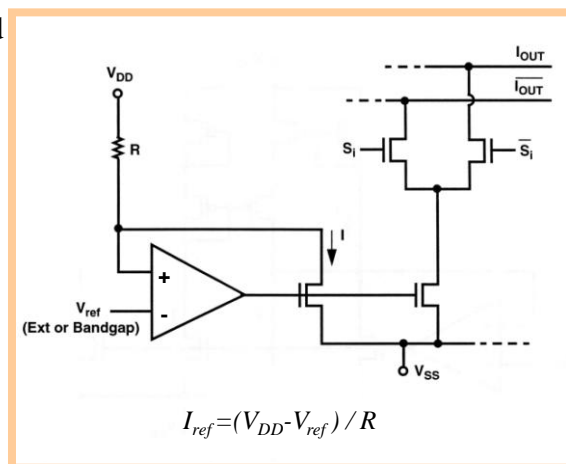 I_OUT
V_DD
I_OUT
R
S_i
S_i
I
+
V_ref
-
(Ext or Bandgap)
V_SS
I_ref=(V_DD-V_ref) / R